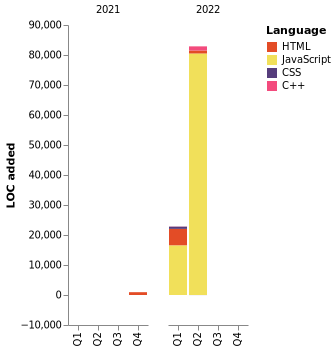 2021 2022
Language
HTML
JavaScript
CSS
C++
LOC added
90,000
80,000
70,000
60,000
50,000
40,000
30,000
20,000
10,000
0
−10,000
Q1 Q2 Q3 Q4 Q1 Q2 Q3 Q4